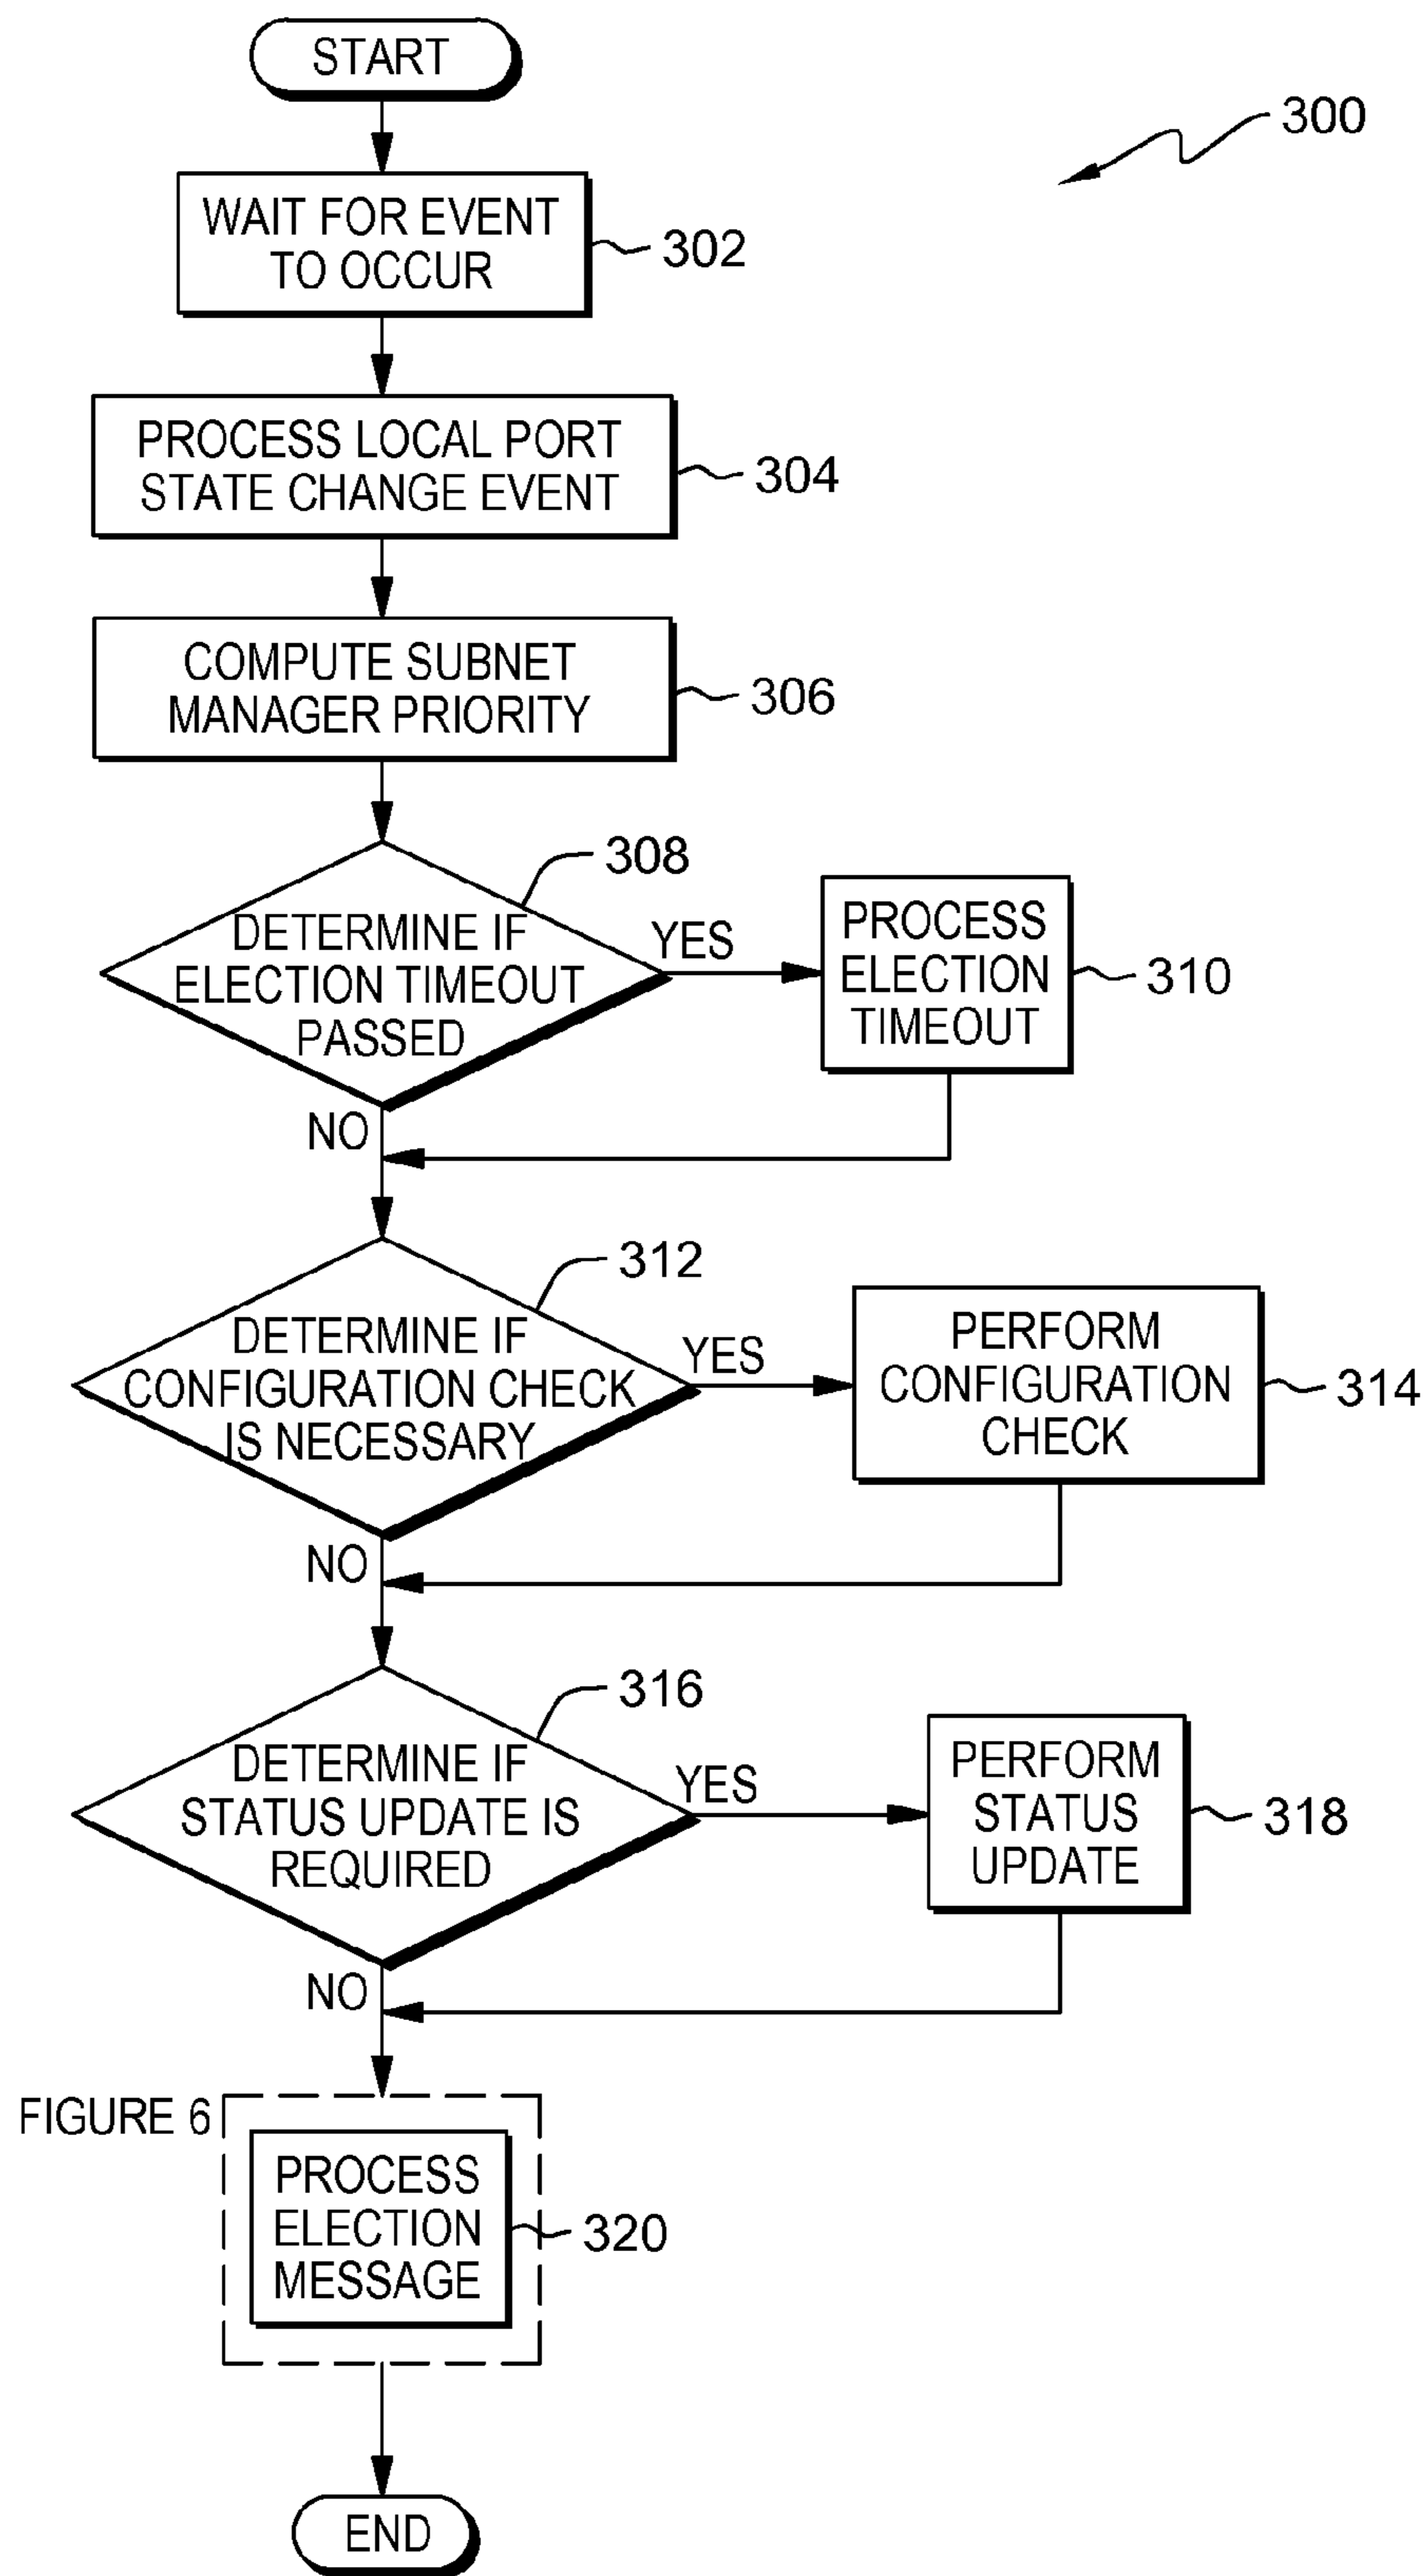 START
300
WAIT FOR EVENT
TO OCCUR
302
PROCESS LOCAL PORT
STATE CHANGE EVENT
304
COMPUTE SUBNET
MANAGER PRIORITY
306
308
DETERMINE IF
ELECTION TIMEOUT
PASSED
YES
PROCESS
ELECTION
TIMEOUT
310
NO
312
DETERMINE IF
CONFIGURATION CHECK
IS NECESSARY
YES
PERFORM
CONFIGURATION
CHECK
314
NO
316
DETERMINE IF
STATUS UPDATE IS
REQUIRED
YES
PERFORM
STATUS
UPDATE
318
NO
FIGURE 6
PROCESS
ELECTION
MESSAGE
320
END